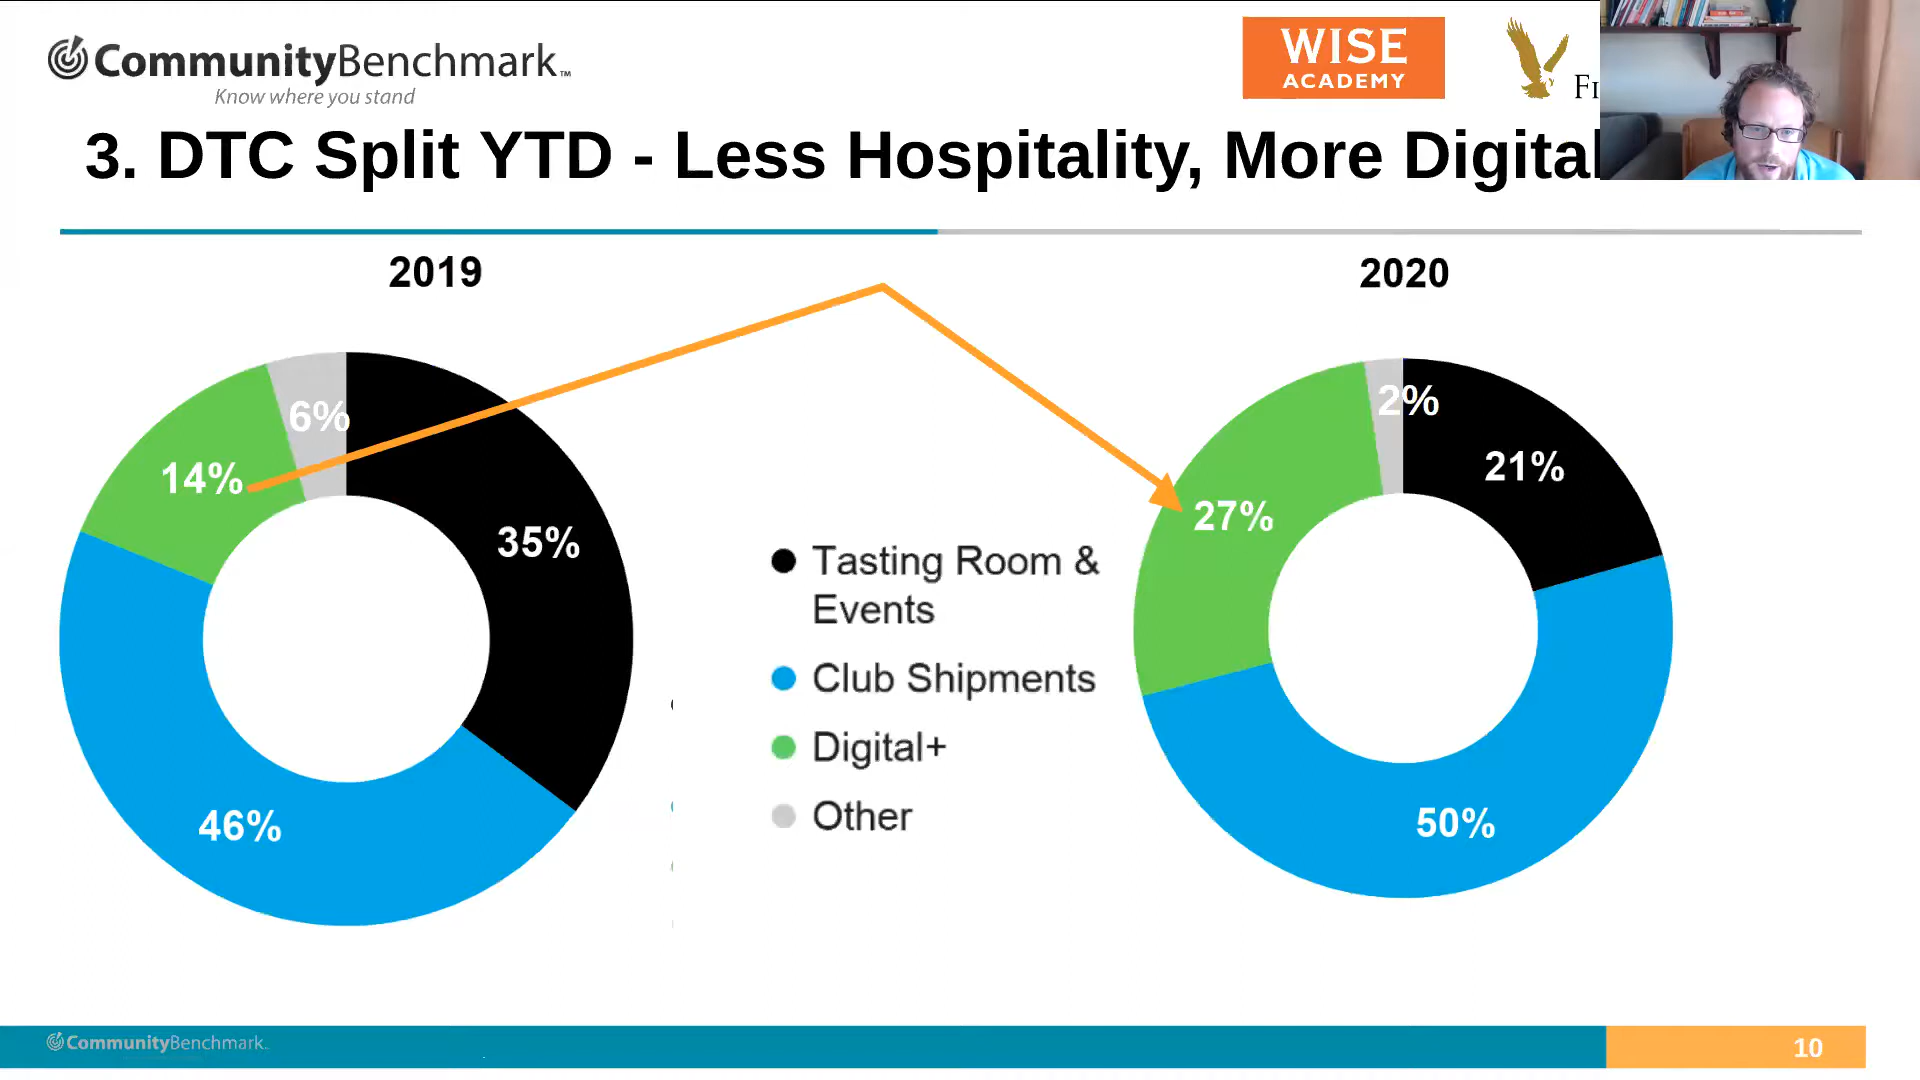 CommunityBenchmark™
Know where you stand
WISE
ACADEMY
3. DTC Split YTD - Less Hospitality, More Digital
2019
2020
6%
14%
35%
46%
2%
21%
27%
50%
Tasting Room &
Events
Club Shipments
Digital+
Other
CommunityBenchmark
10